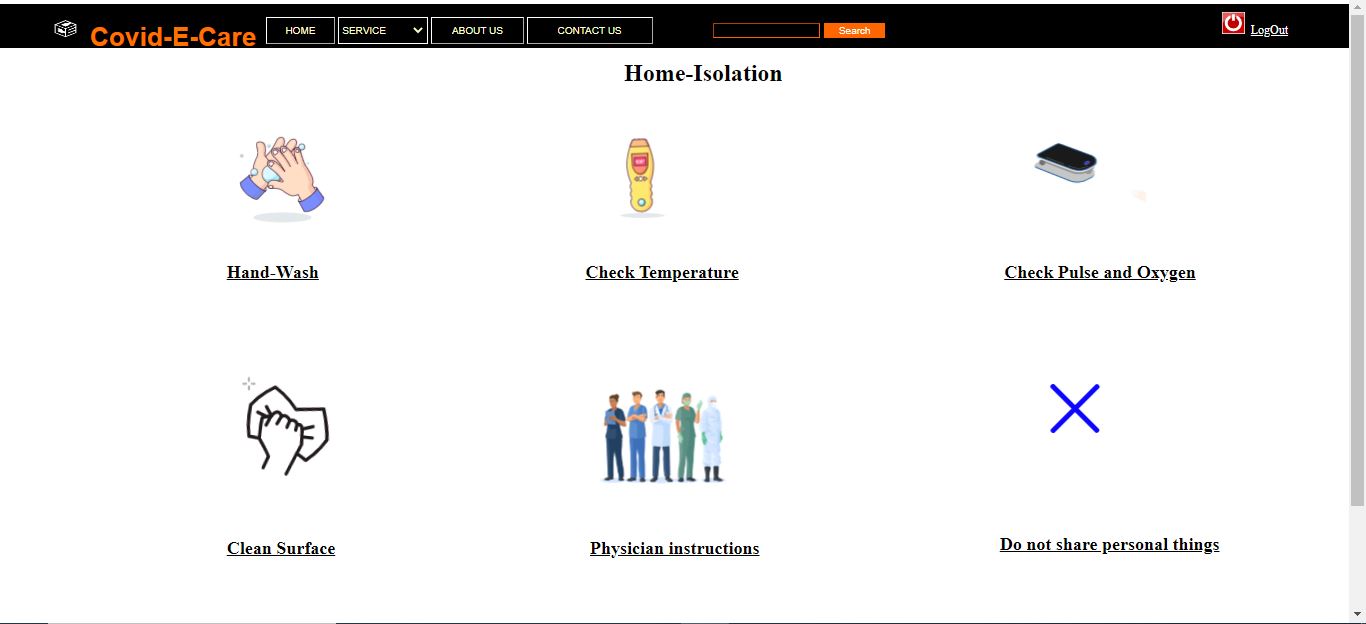 Covid-E-Care HOME SERVICE ABOUT US CONTACT US Search LogOut
Home-Isolation
Hand-Wash Check Temperature Check Pulse and Oxygen
Clean Surface Physician instructions Do not share personal things